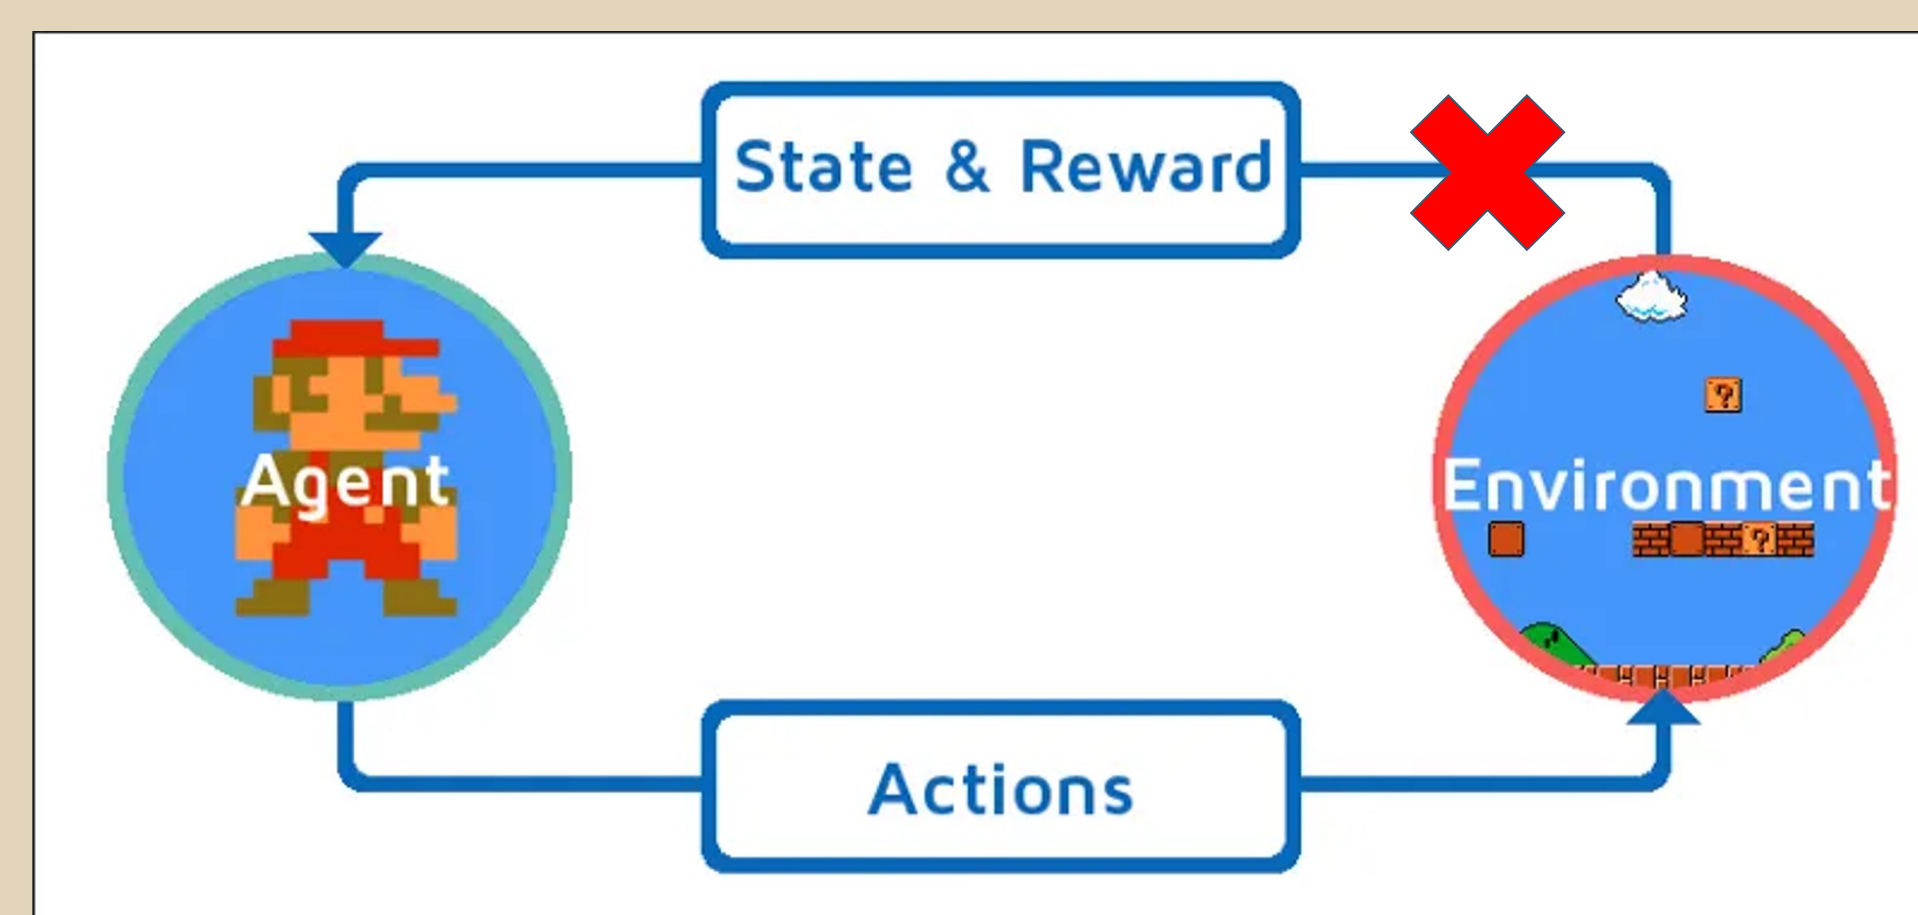 State & Reward
Agent
Environment
?
?
Actions